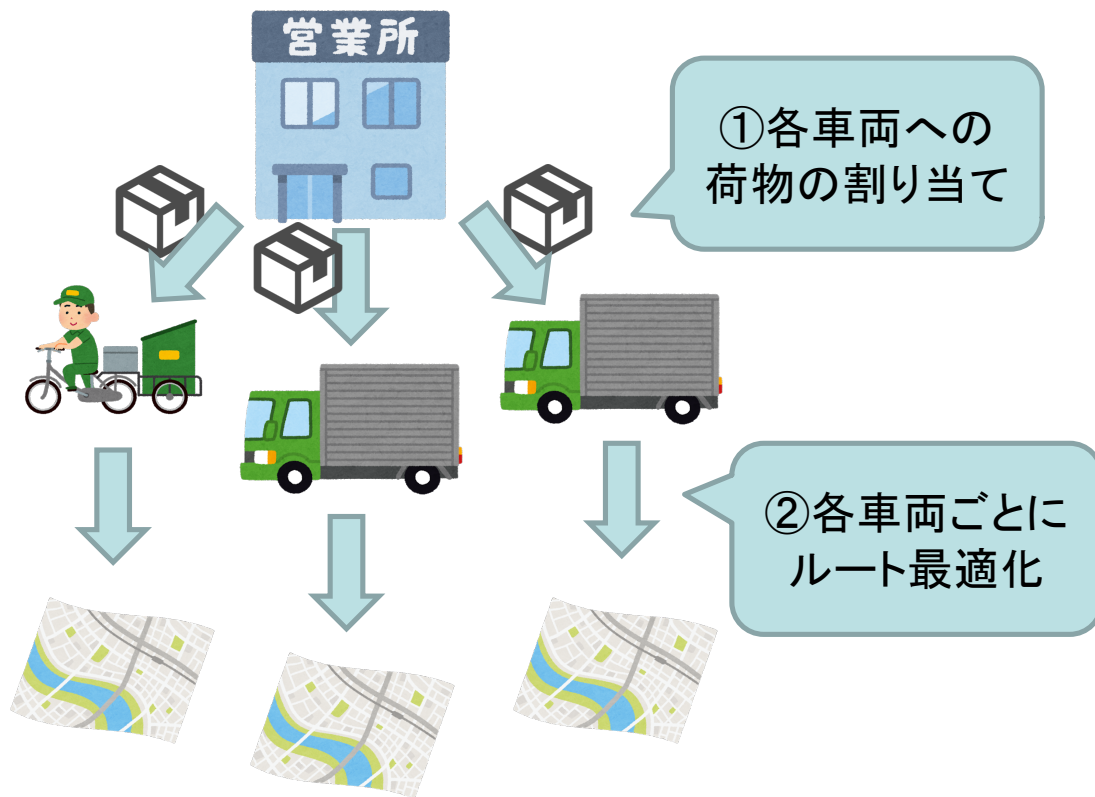 営業所
①各車両への
荷物の割り当て
②各車両ごとに
ルート最適化